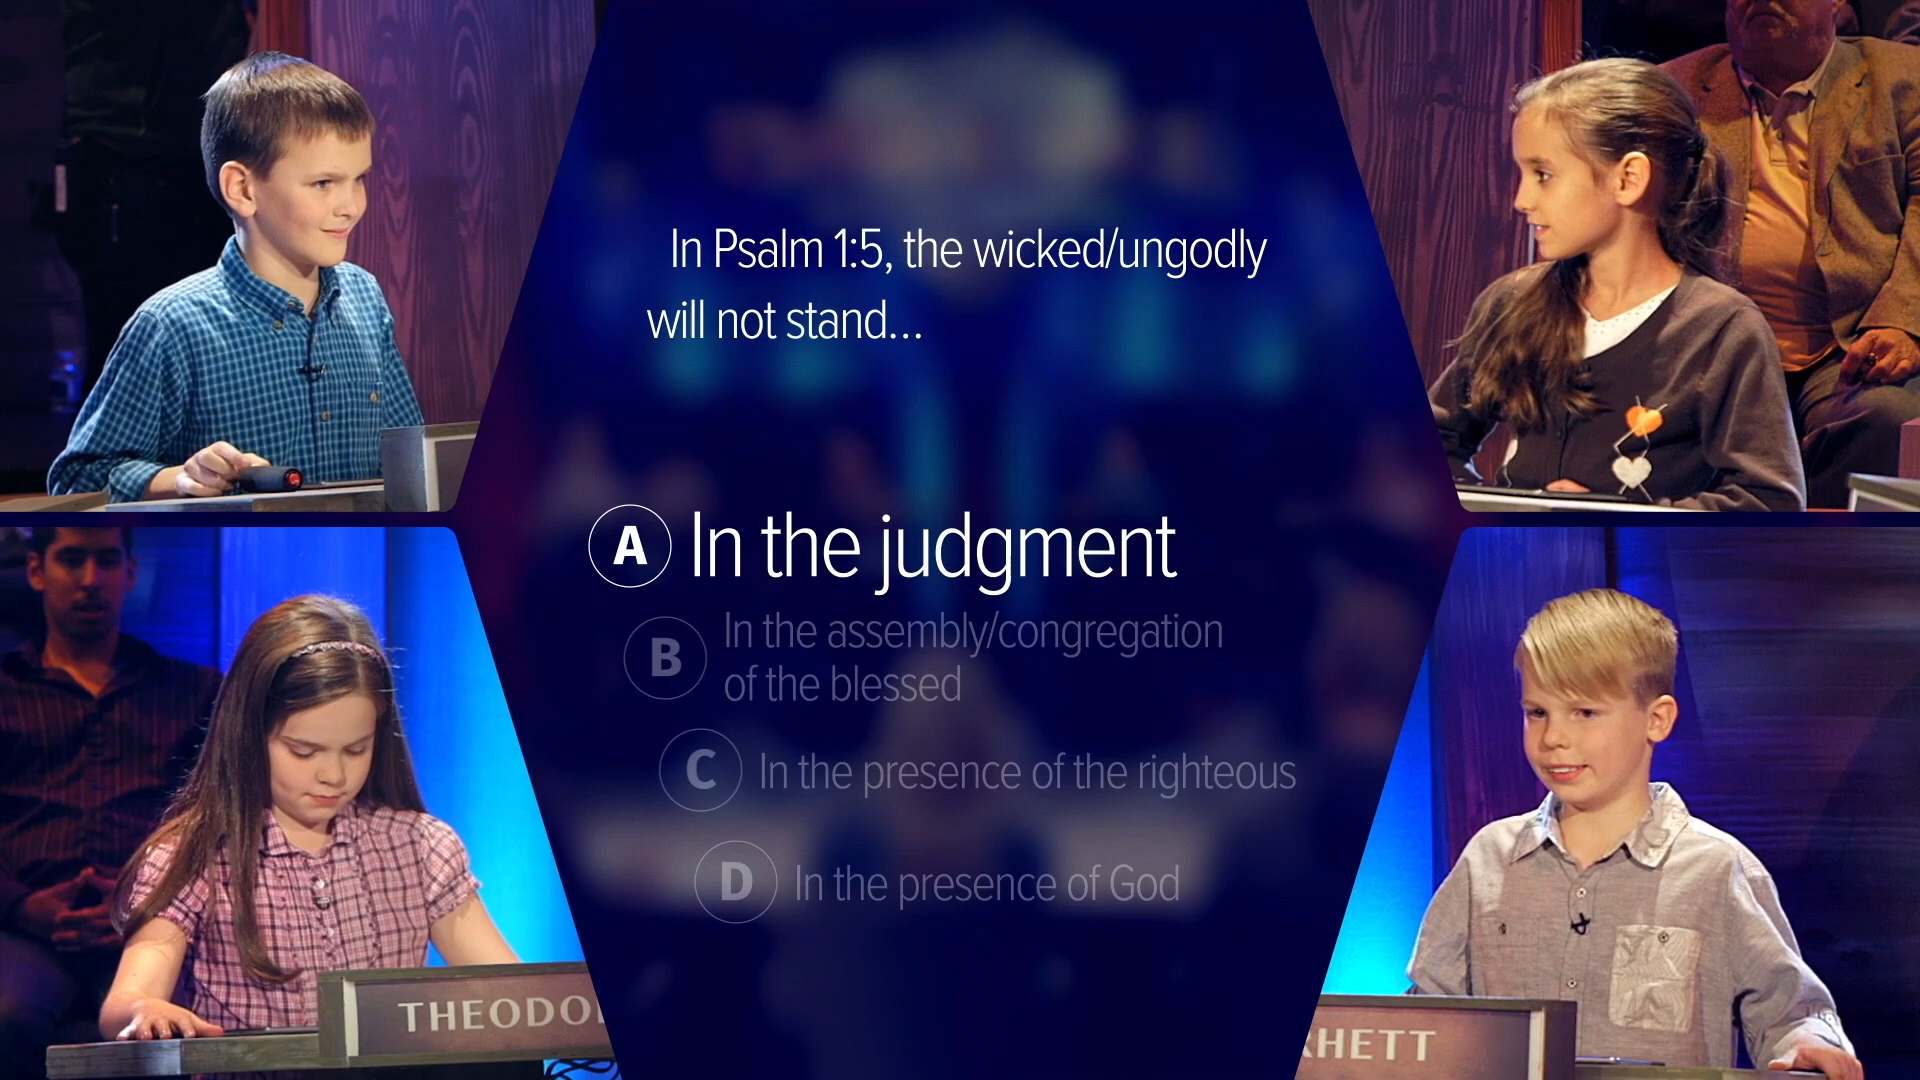 In Psalm 1:5, the wicked/ungodly
will not stand...
A In the judgment
B In the assembly/congregation
of the blessed
C In the presence of the righteous
D In the presence of God
THEODO
RHETT